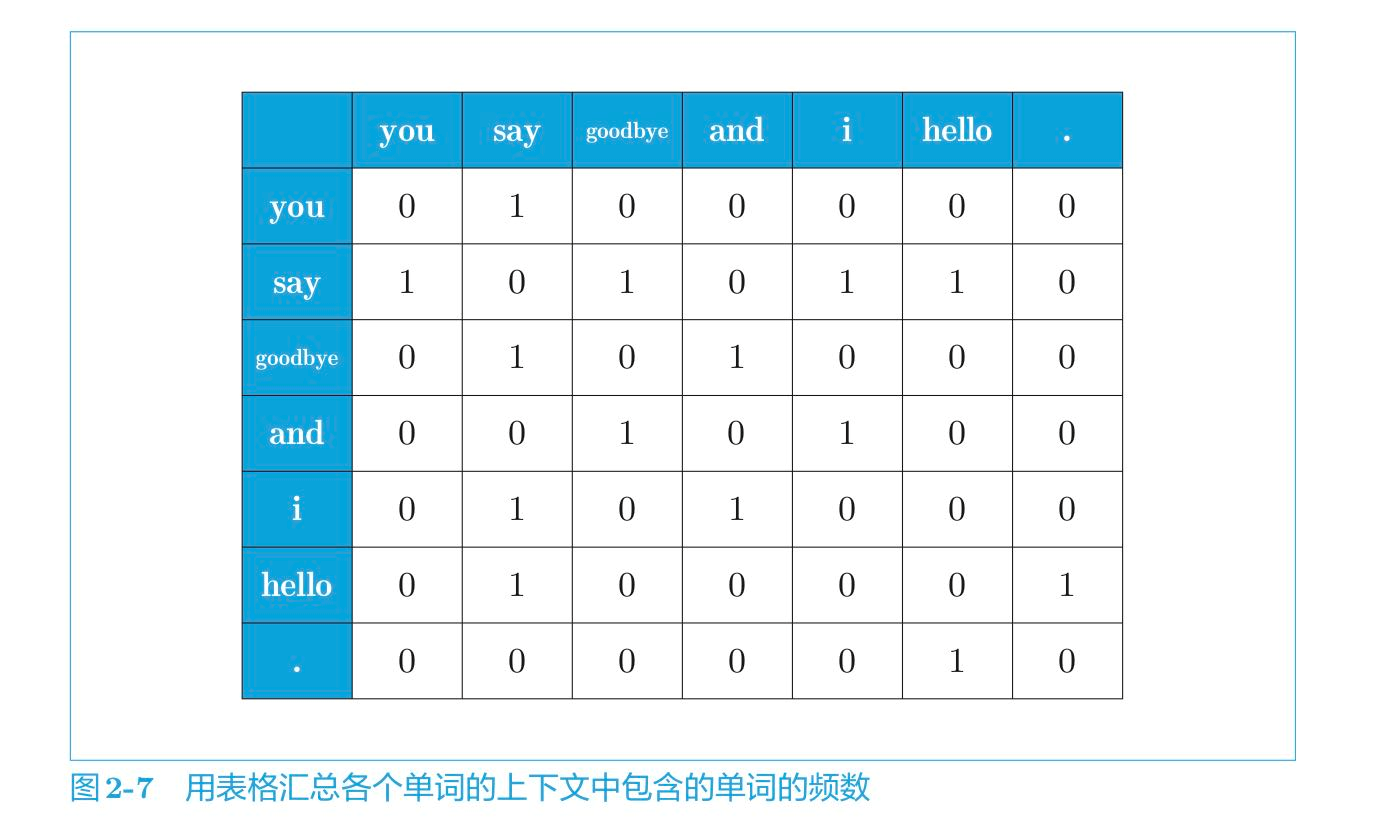 you say goodbye and i hello .
you 0 1 0 0 0 0 0
say 1 0 1 0 1 1 0
goodbye 0 1 0 1 0 0 0
and 0 0 1 0 1 0 0
i 0 1 0 1 0 0 0
hello 0 1 0 0 0 0 1
. 0 0 0 0 0 1 0
图2-7 用表格汇总各个单词的上下文中包含的单词的频数